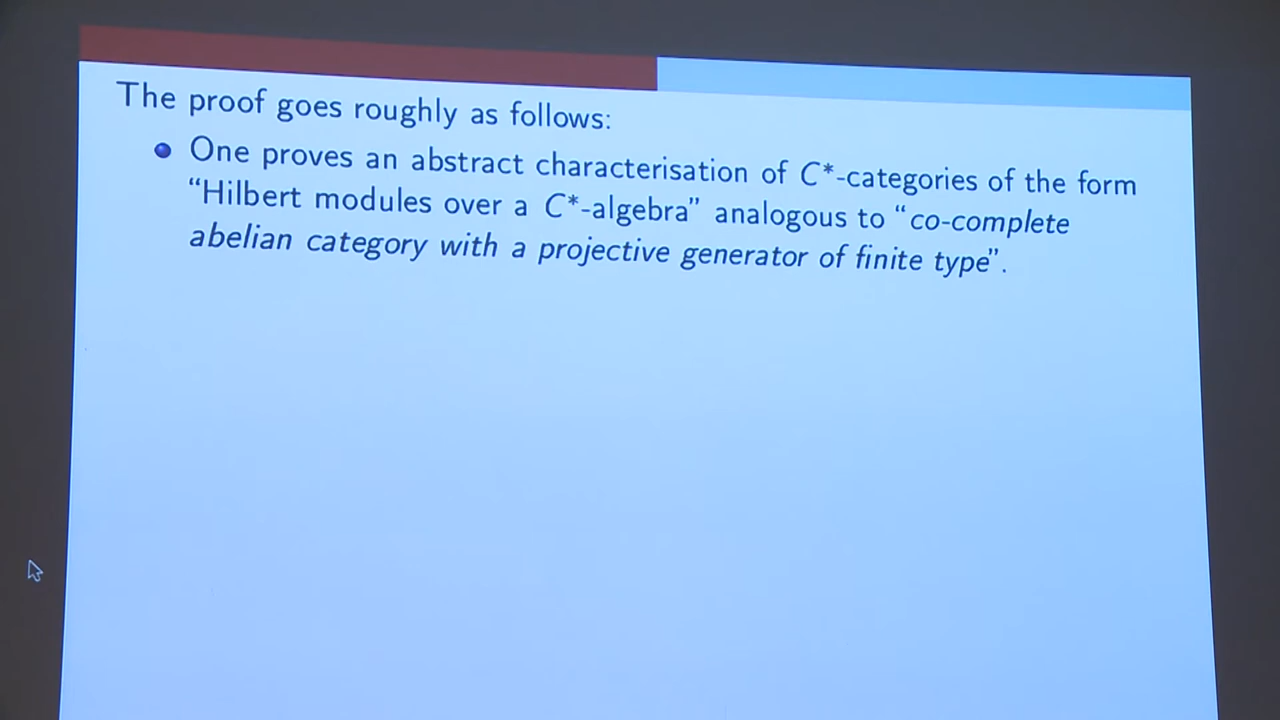 The proof goes roughly as follows:
One proves an abstract characterisation of C*-categories of the form
“Hilbert modules over a C*-algebra” analogous to “co-complete
abelian category with a projective generator of finite type”.